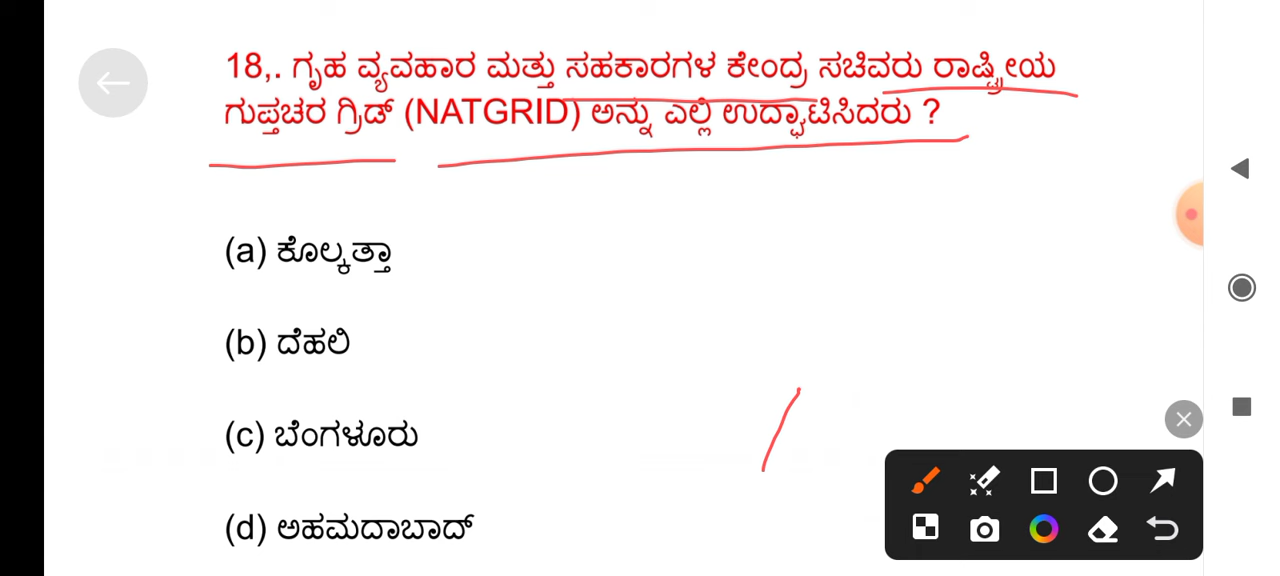 18,. ಗೃಹ ವ್ಯವಹಾರ ಮತ್ತು ಸಹಕಾರಗಳ ಕೇಂದ್ರ ಸಚಿವರು ರಾಷ್ಟ್ರೀಯ
ಗುಪ್ತಚರ ಗ್ರಿಡ್ (NATGRID) ಅನ್ನು ಎಲ್ಲಿ ಉದ್ಘಾಟಿಸಿದರು ?
(a) ಕೊಲ್ಕತ್ತಾ
(b) ದೆಹಲಿ
(c) ಬೆಂಗಳೂರು
(d) ಅಹಮದಾಬಾದ್